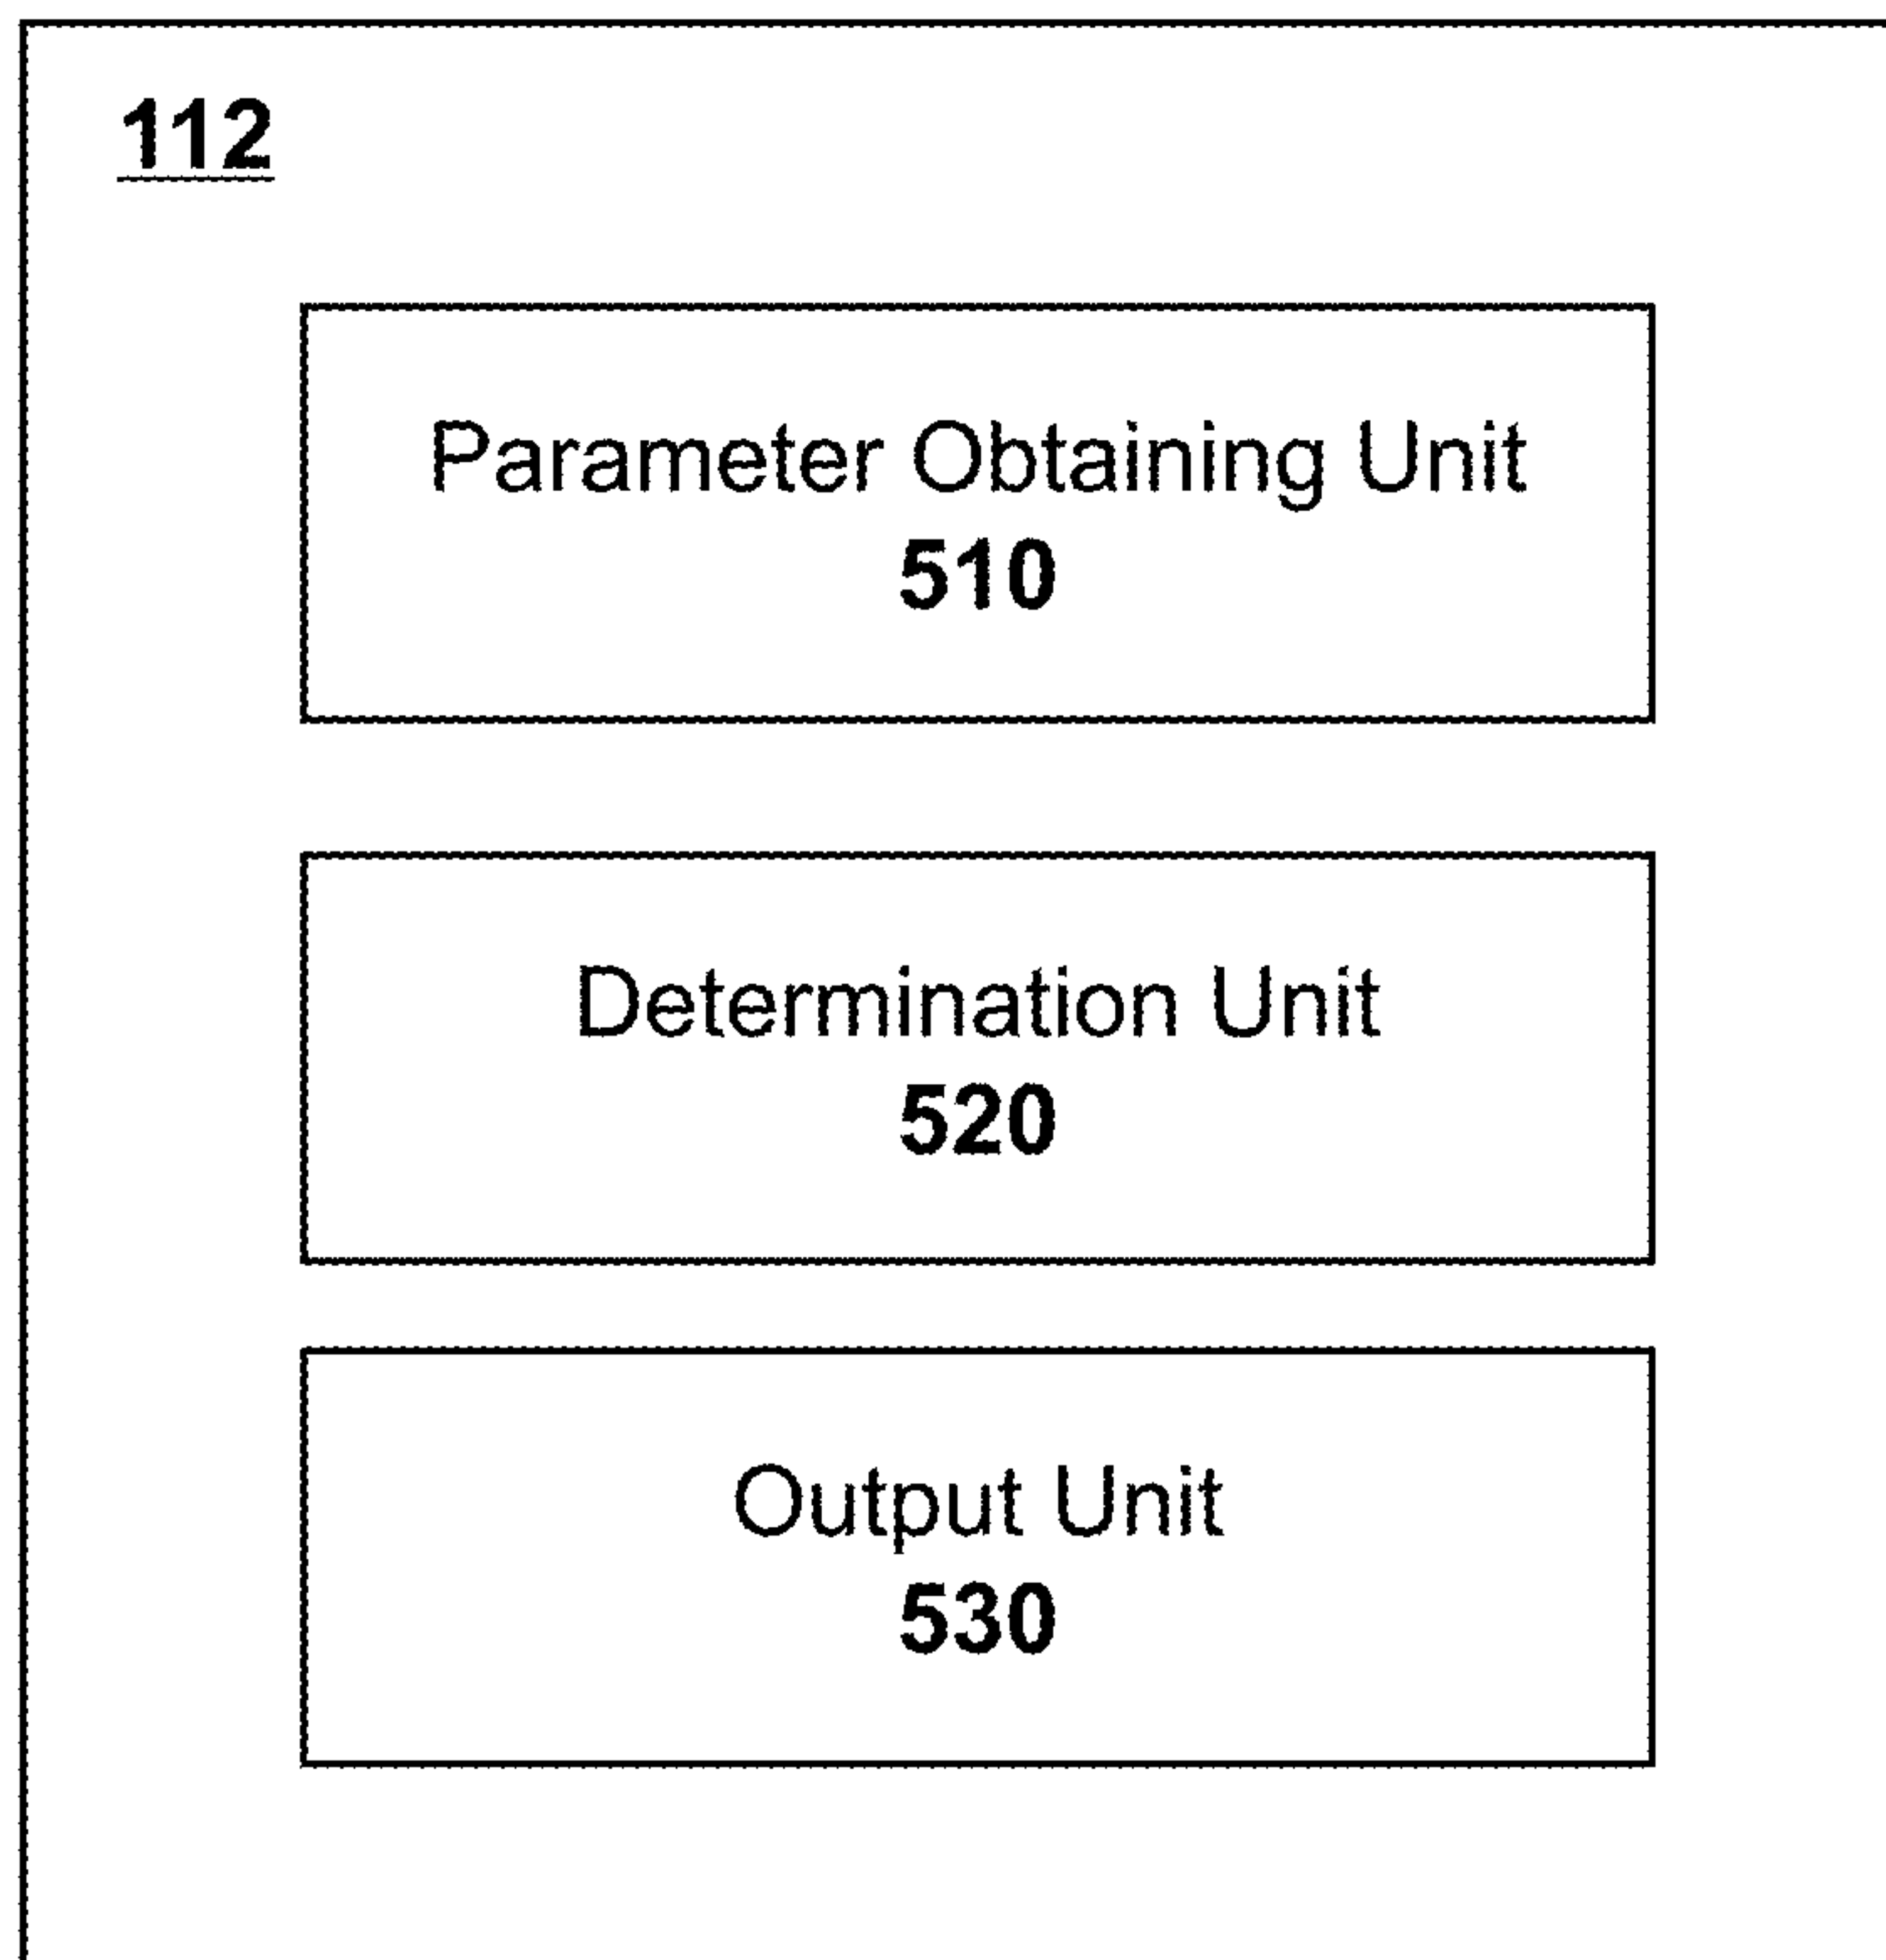 112
Parameter Obtaining Unit
510
Determination Unit
520
Output Unit
530